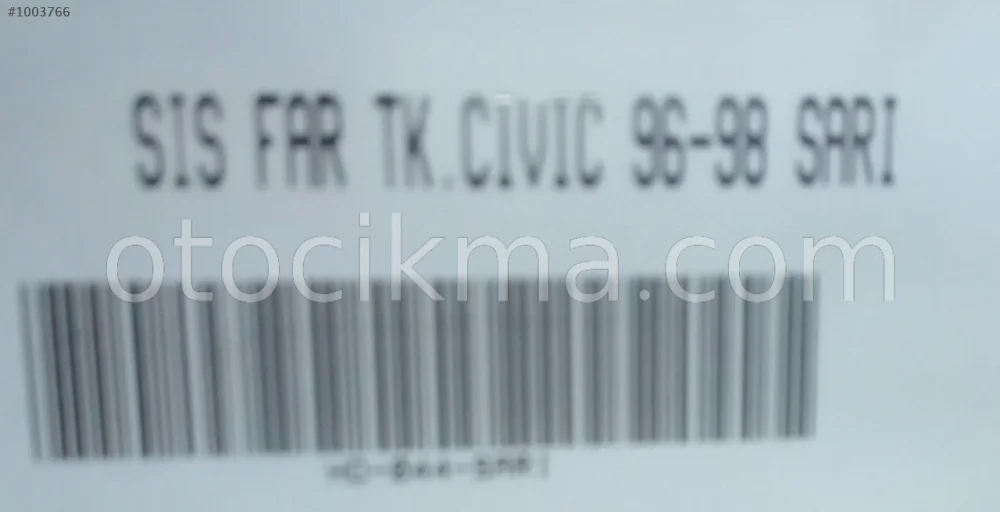 #1003766
SIS FAR TK.CIVIC 96-98 SARI
otocikma.com